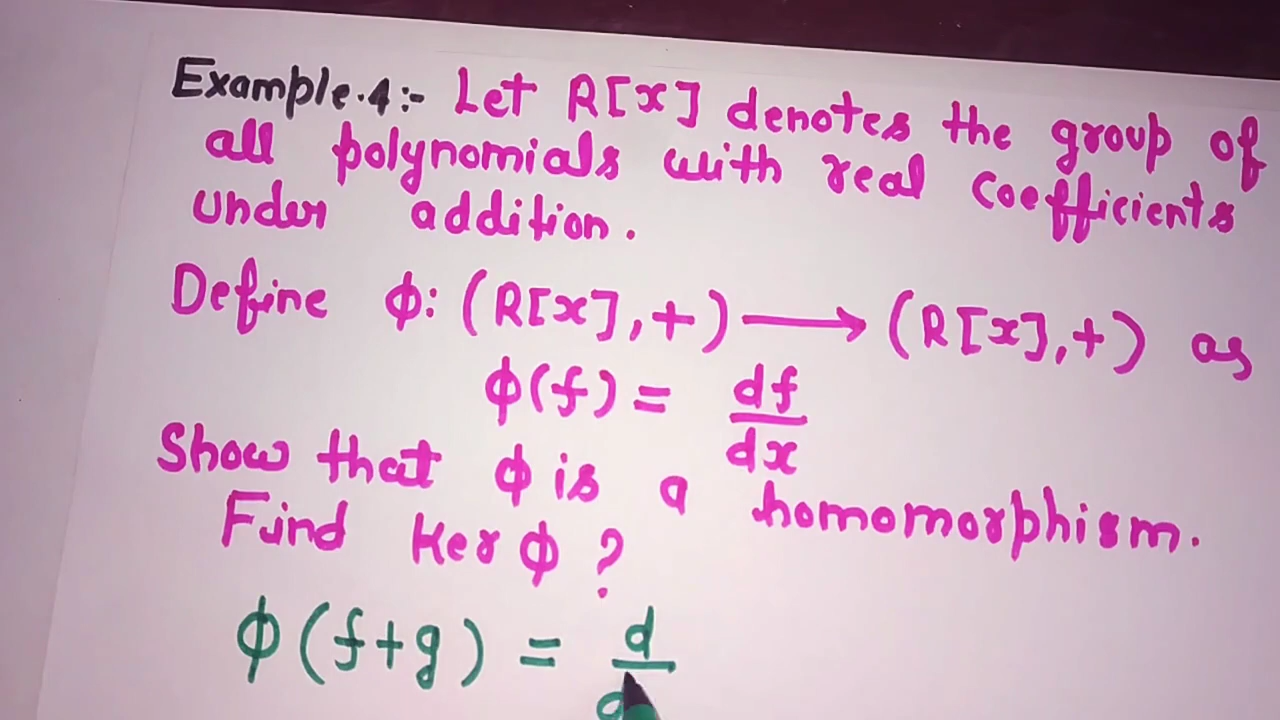 Example.4:- Let R[x] denotes the group of
all polynomials with real coefficients
under addition.
Define ϕ: (R[x],+) ⟶ (R[x],+) as
ϕ(f) = df/dx
Show that ϕ is a homomorphism.
Find Ker ϕ ?
ϕ(f+g) = d